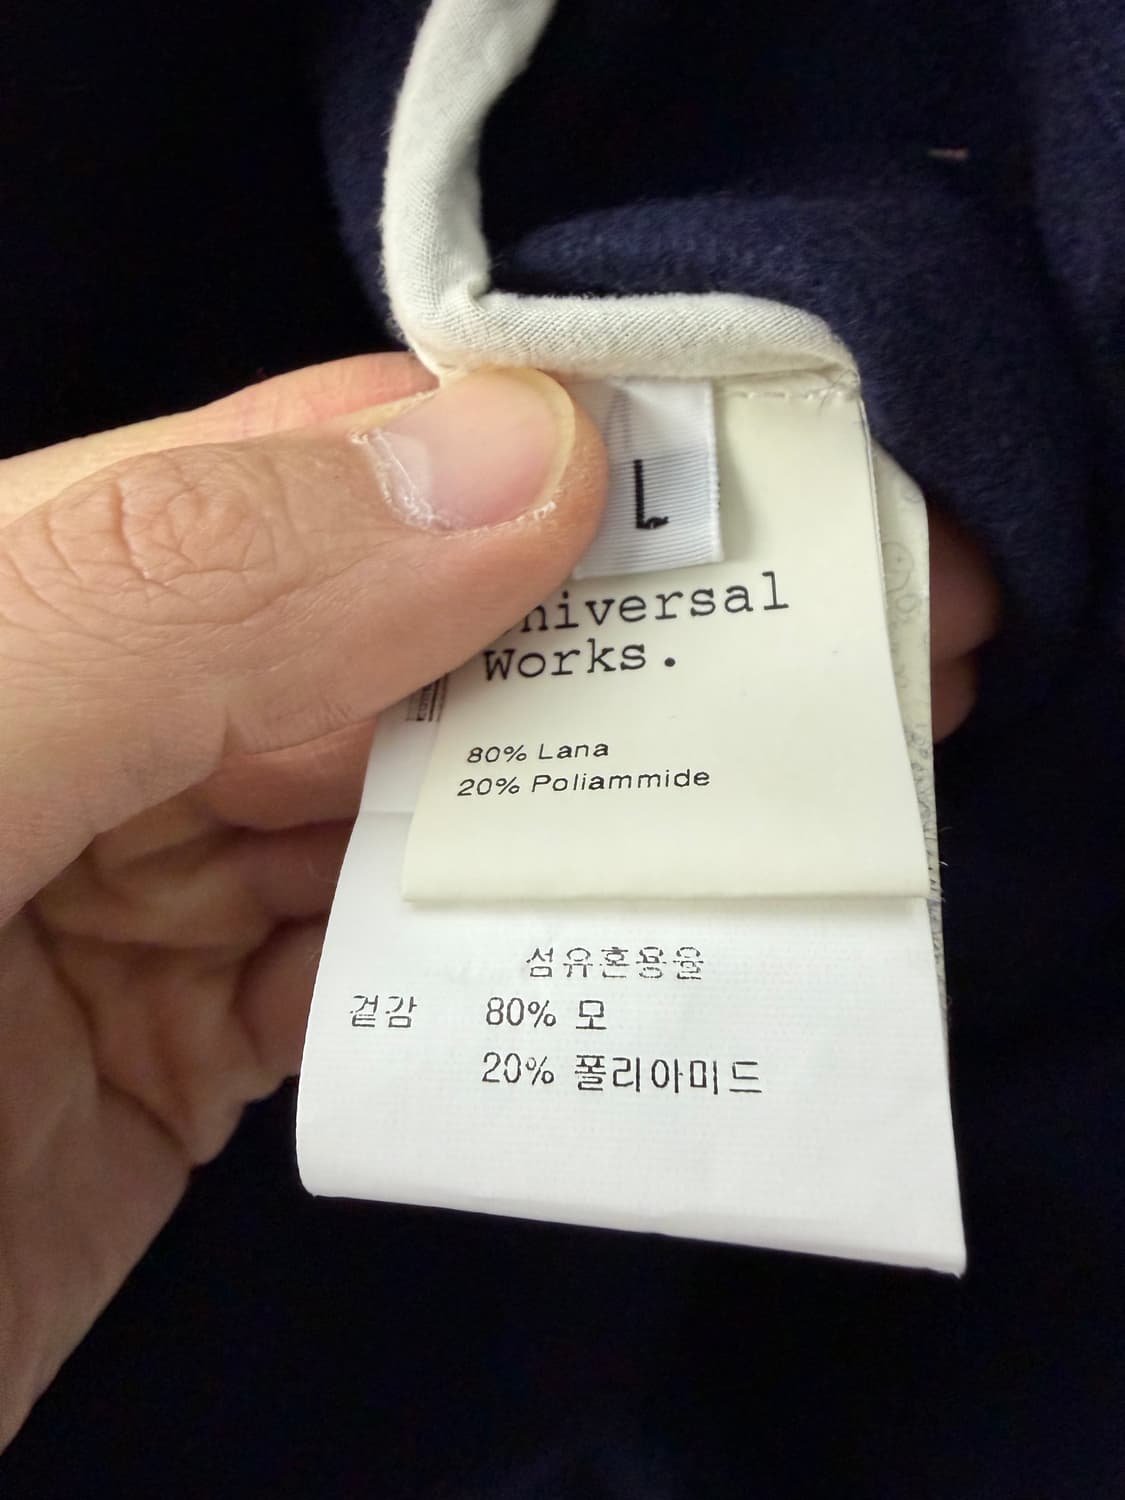 L
Universal
Works.
80% Lana
20% Poliammide
섬유혼용율
겉감 80% 모
20% 폴리아미드